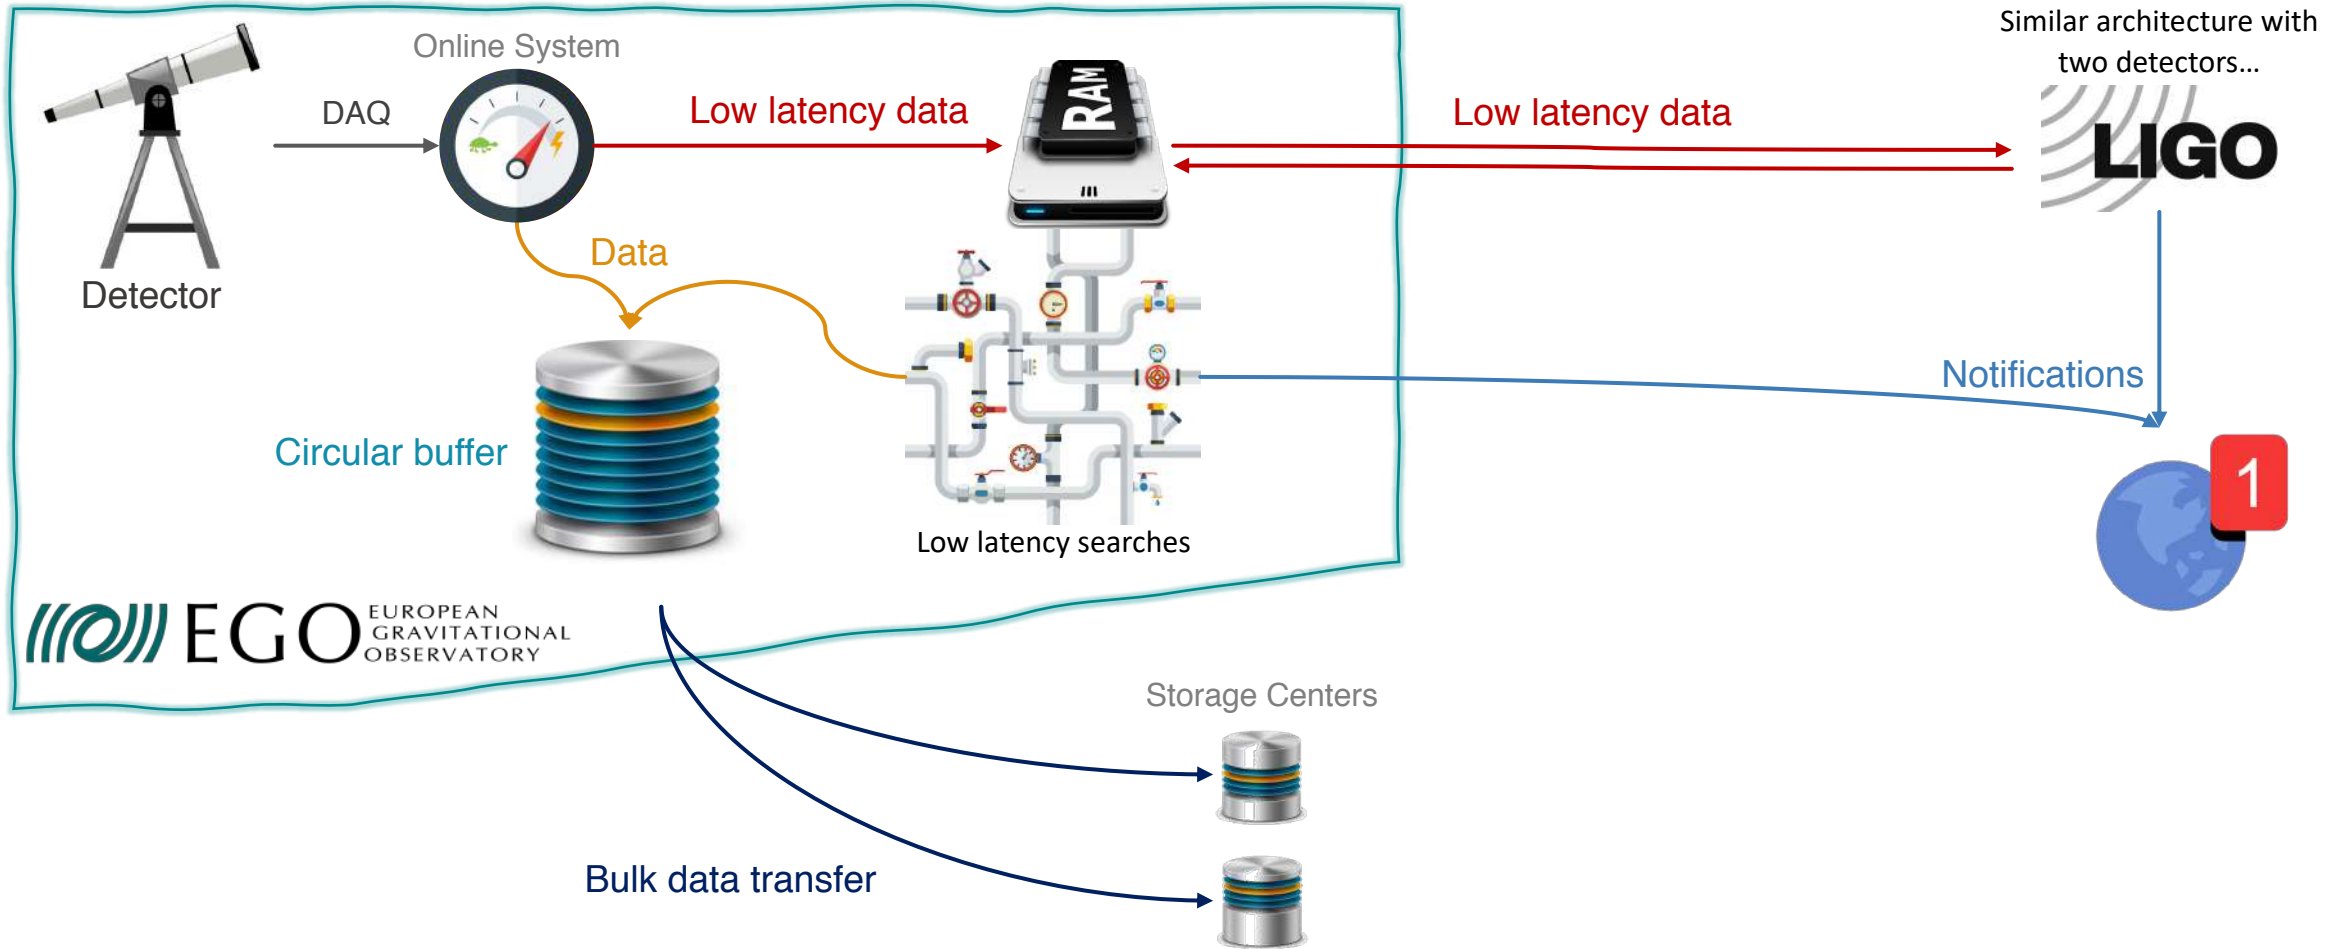 Similar architecture with
two detectors...
Online System
DAQ
Low latency data
RAM
Low latency data
LIGO
Detector
Data
Notifications
Circular buffer
1
Low latency searches
EGO
EUROPEAN
GRAVITATIONAL
OBSERVATORY
Storage Centers
Bulk data transfer